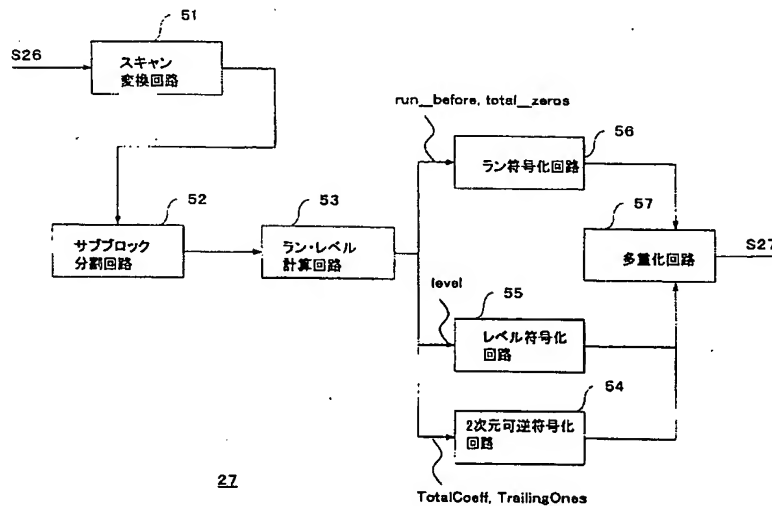 51
S26
スキャン
変換回路
run_before, total_zeros
56
ラン符号化回路
52
53
57
サブブロック
分割回路
ラン・レベル
計算回路
多重化回路
S27
level
55
レベル符号化
回路
54
2次元可逆符号化
回路
27
TotalCoeff, TrailingOnes